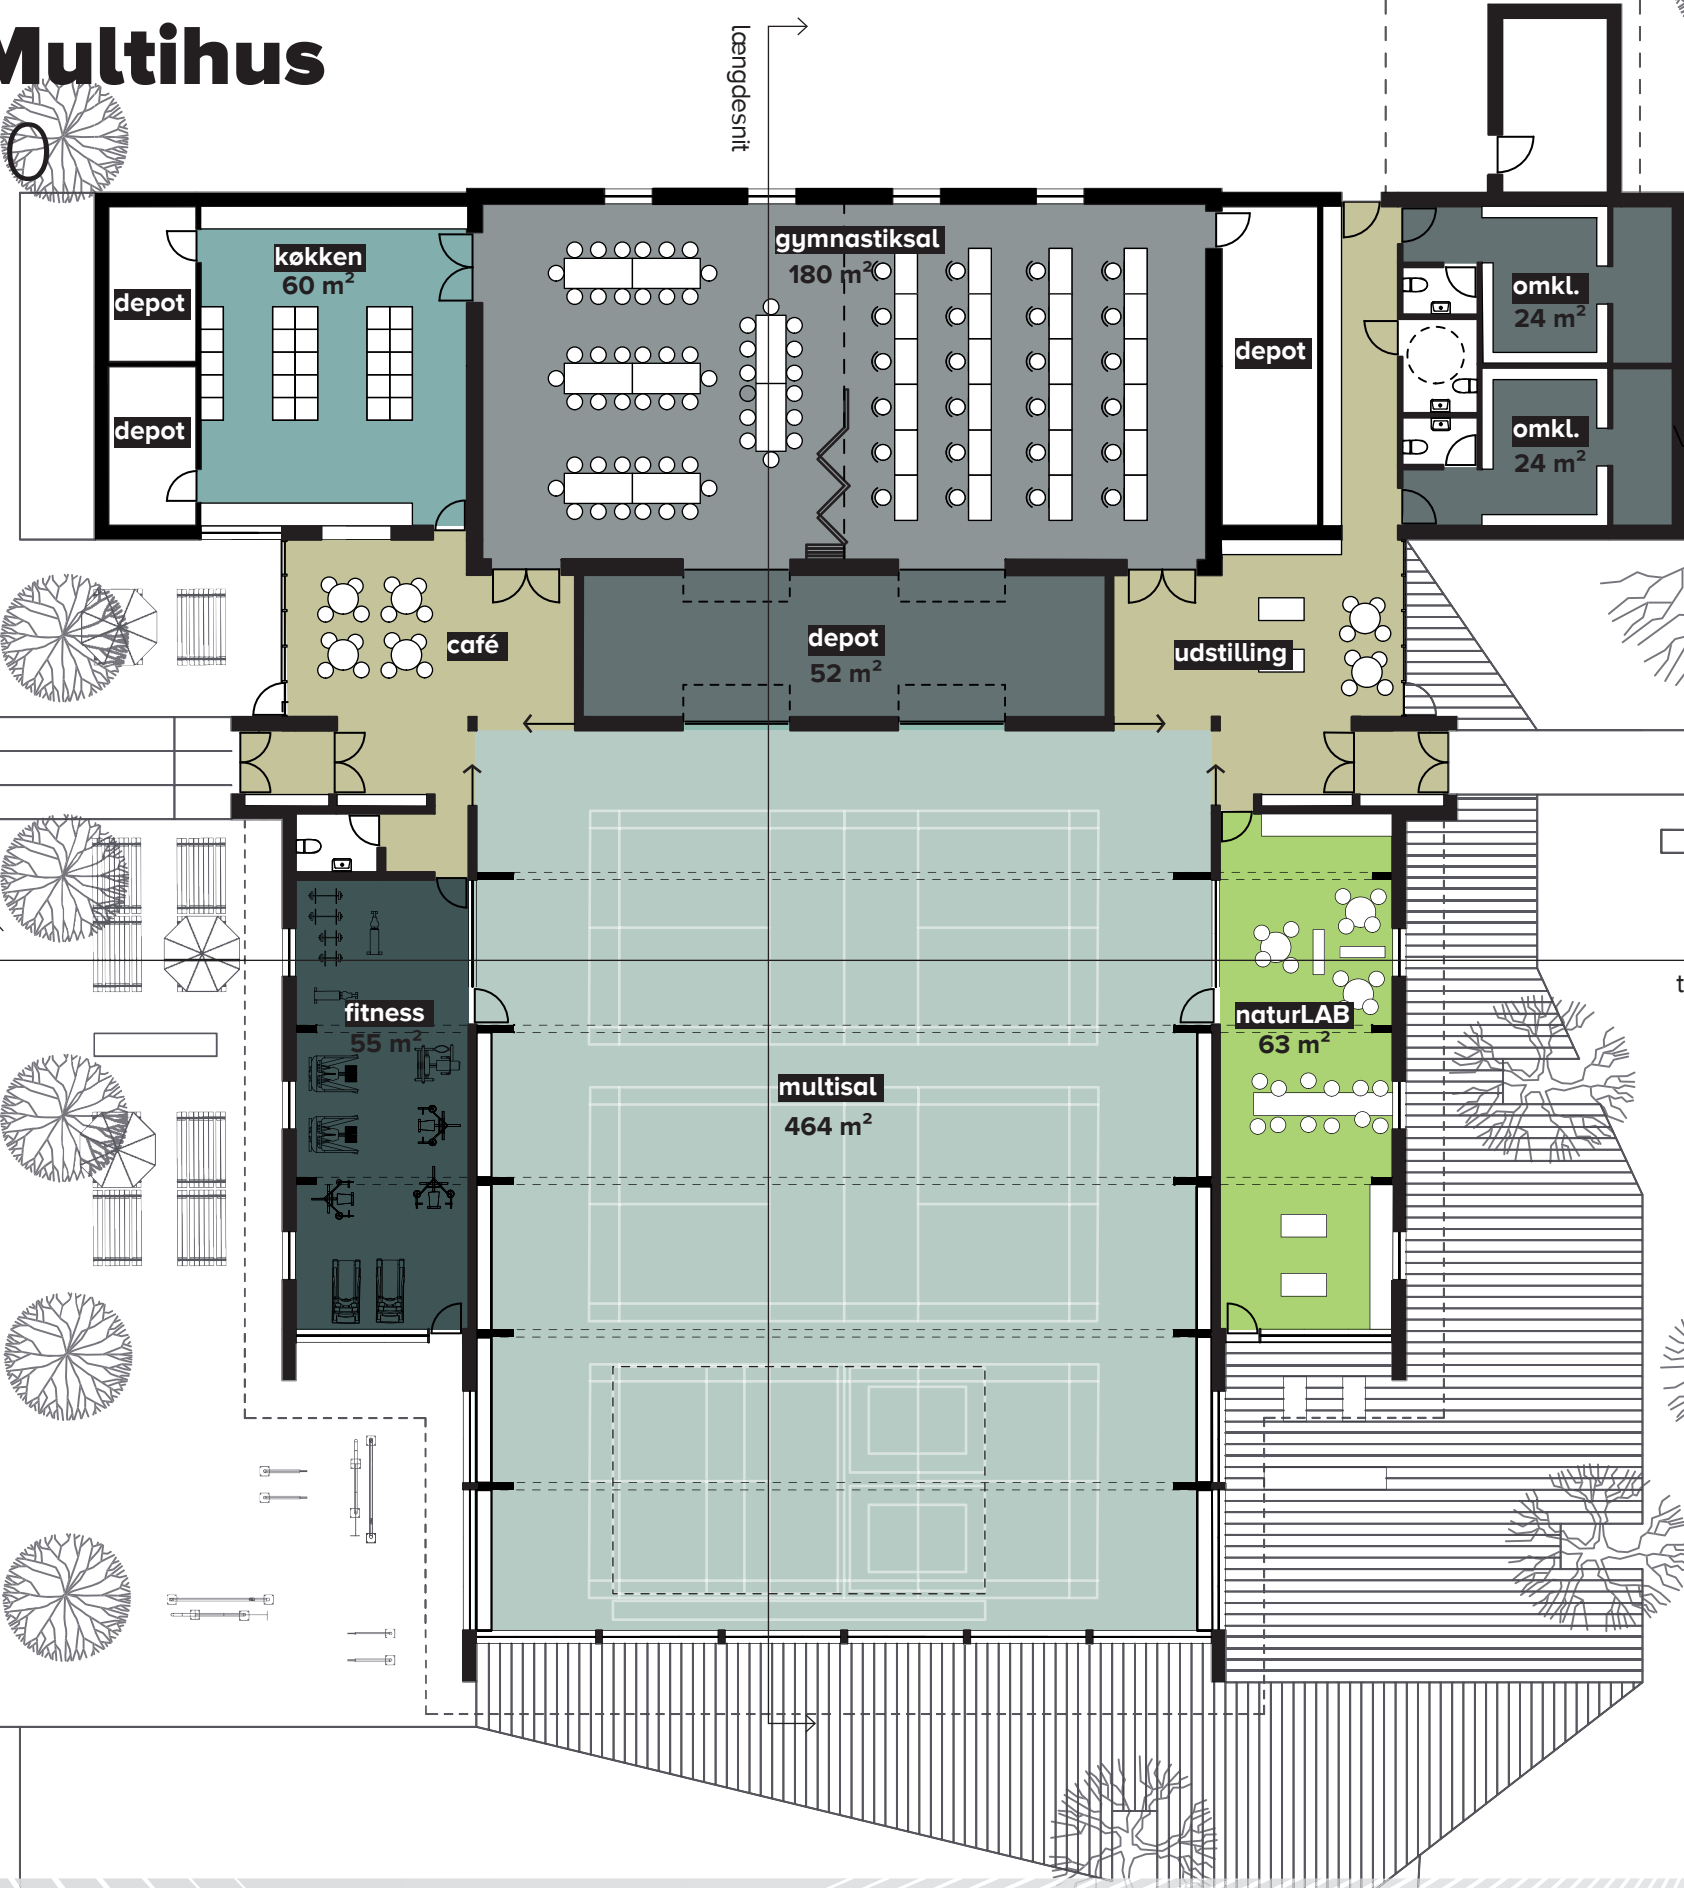 Multihus
længdesnit
køkken
60 m²
gymnastiksal
180 m²
depot
depot
depot
omkl.
24 m²
omkl.
24 m²
café
depot
52 m²
udstilling
fitness
55 m²
naturLAB
63 m²
multisal
464 m²
t